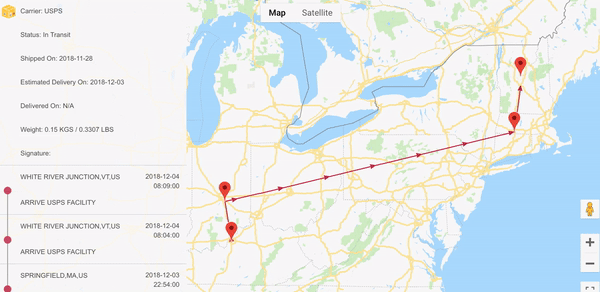 Carrier: USPS
Status: In Transit
Shipped On: 2018-11-28
Estimated Delivery On: 2018-12-03
Delivered On: N/A
Weight: 0.15 KGS / 0.3307 LBS
Signature:
WHITE RIVER JUNCTION,VT,US 2018-12-04
08:09:00
ARRIVE USPS FACILITY
WHITE RIVER JUNCTION,VT,US 2018-12-04
08:04:00
ARRIVE USPS FACILITY
SPRINGFIELD,MA,US 2018-12-03
22:54:00
Map Satellite
+
−